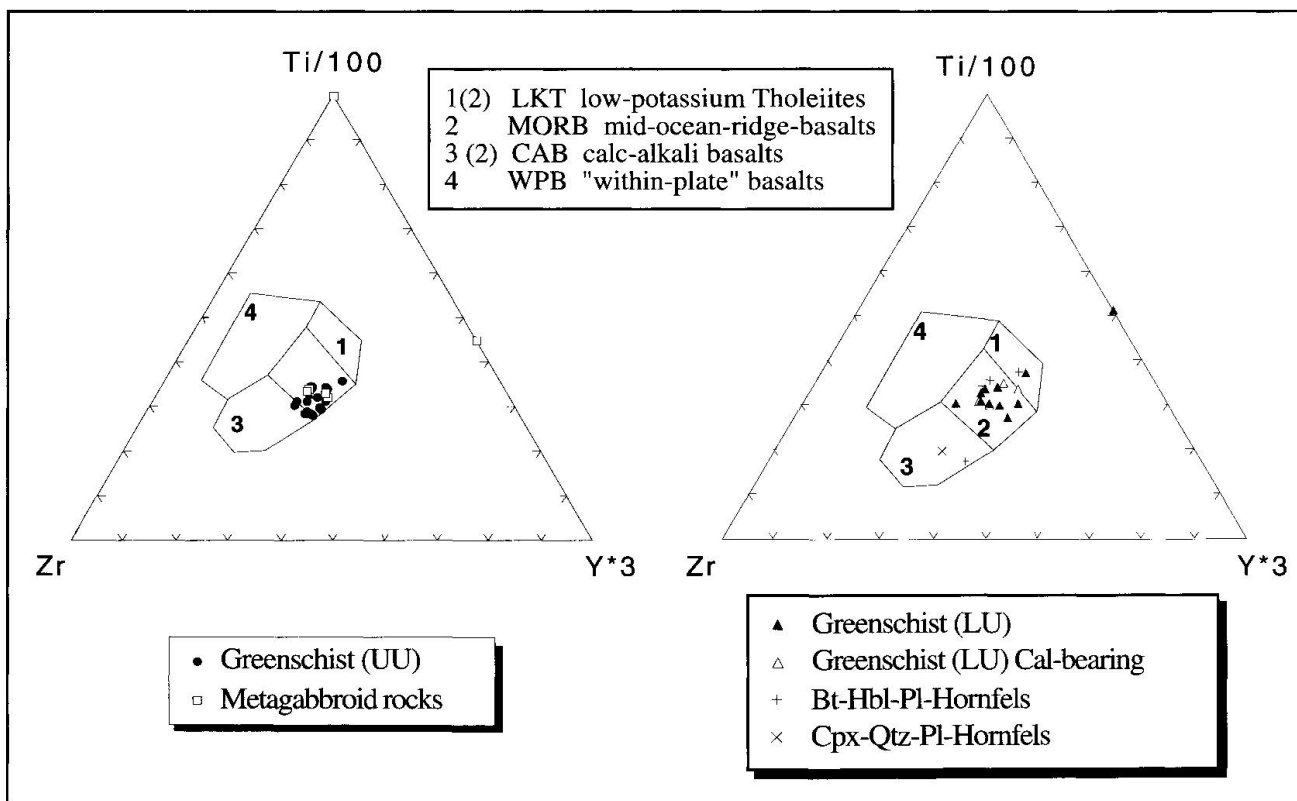 Ti/100
Ti/100
1(2) LKT low-potassium Tholeiites
2 MORB mid-ocean-ridge-basalts
3 (2) CAB calc-alkali basalts
4 WPB "within-plate" basalts
4
1
3
Zr
Y*3
4
1
2
3
Zr
Y*3
Greenschist (UU)
Metagabbroid rocks
Greenschist (LU)
Greenschist (LU) Cal-bearing
Bt-Hbl-Pl-Hornfels
Cpx-Qtz-Pl-Hornfels